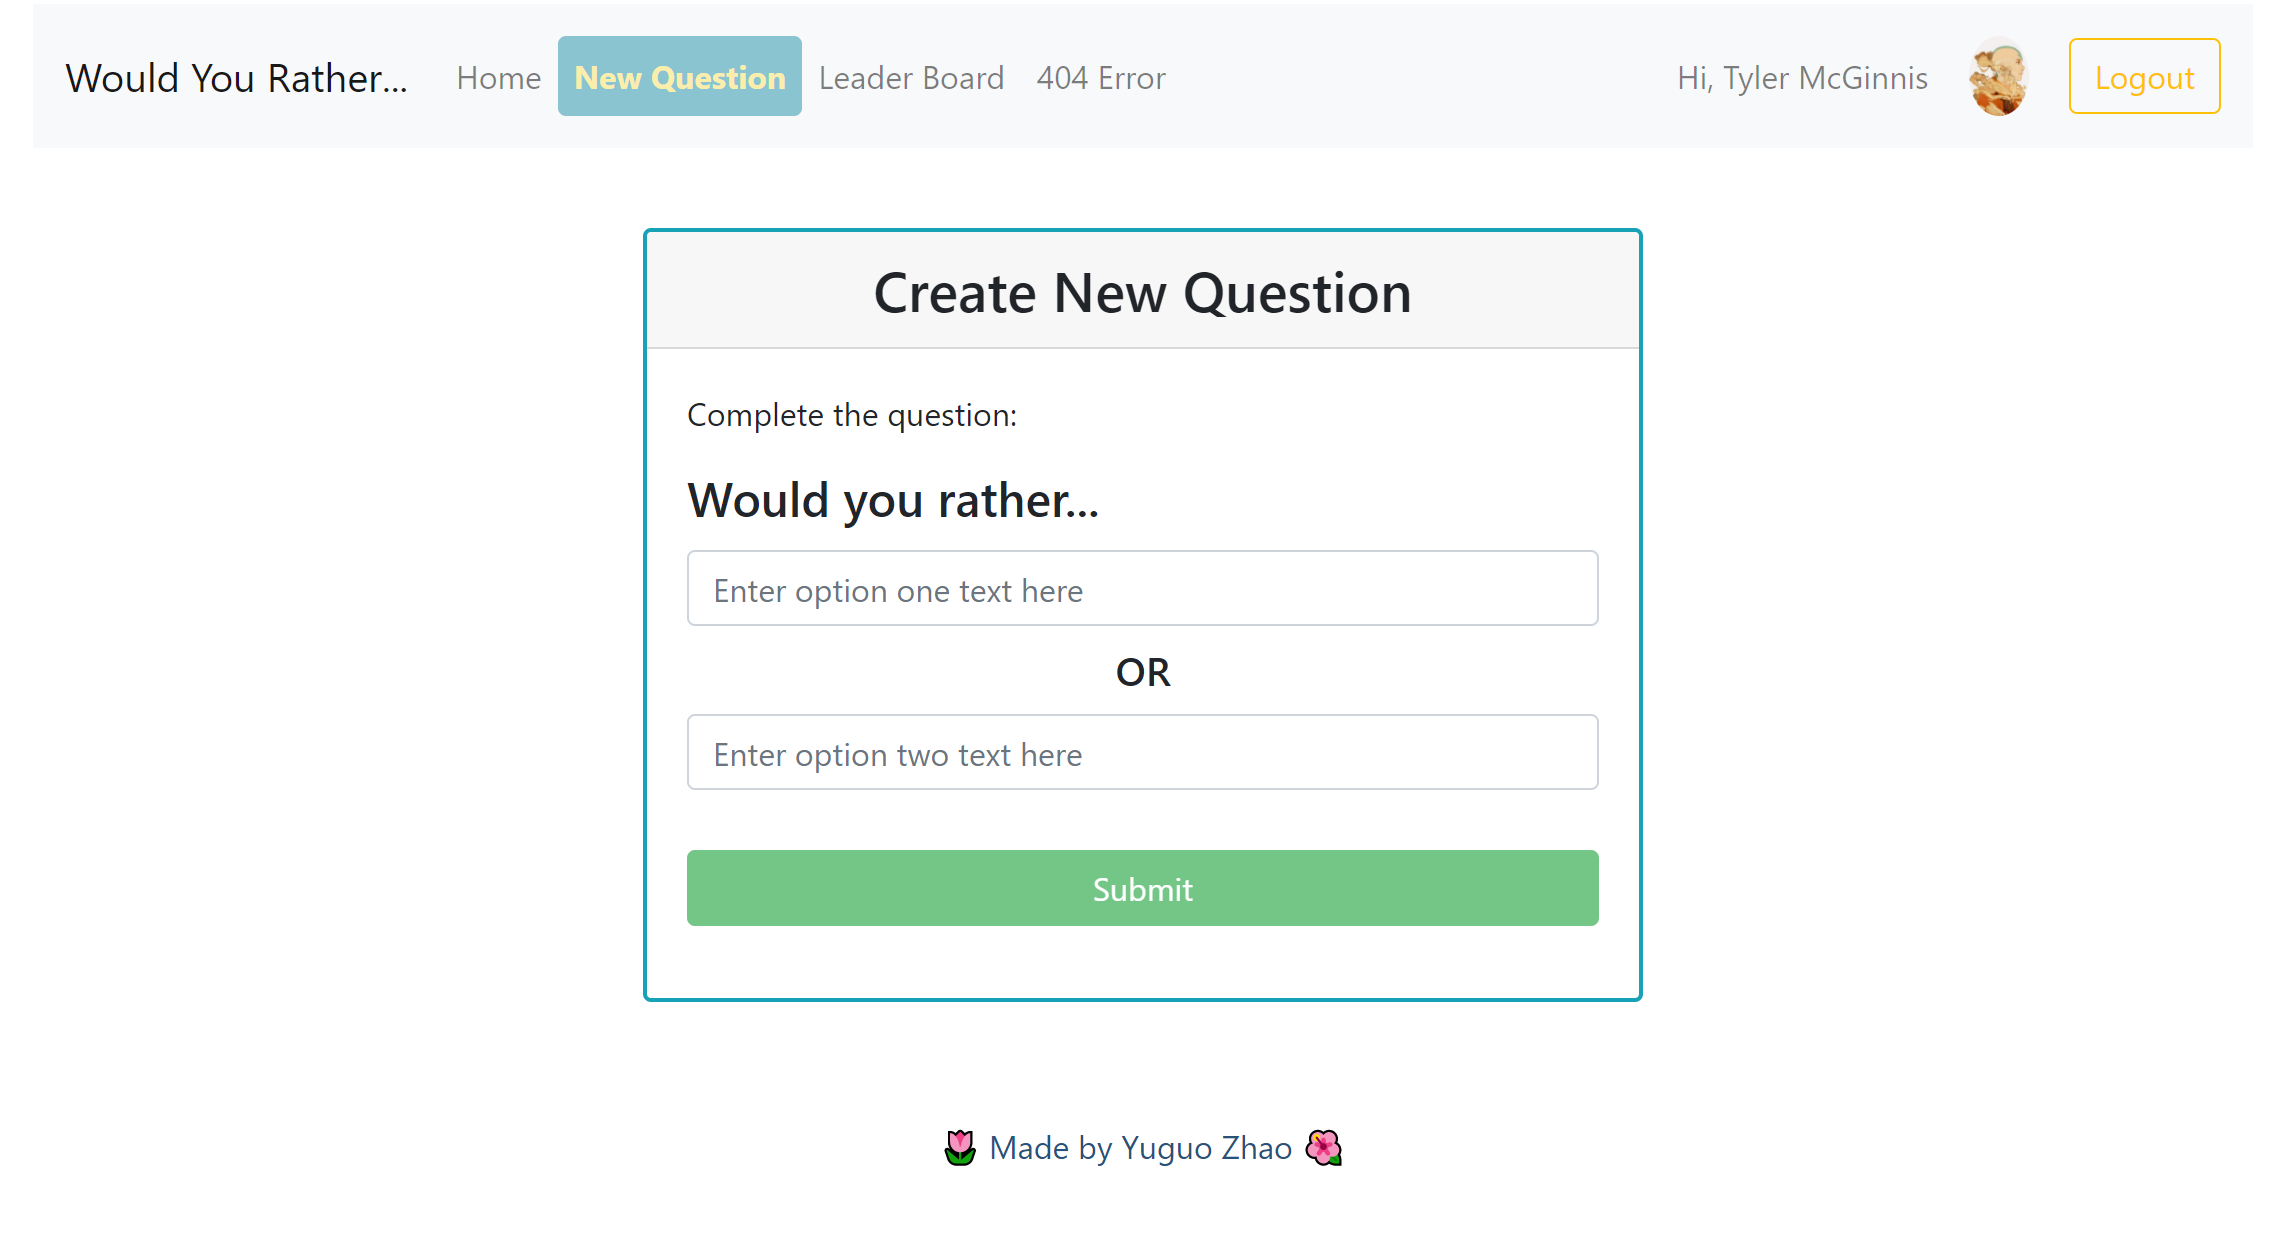 Would You Rather... Home New Question Leader Board 404 Error Hi, Tyler McGinnis Logout
Create New Question
Complete the question:
Would you rather...
Enter option one text here
OR
Enter option two text here
Submit
Made by Yuguo Zhao